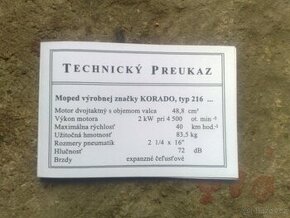 TECHNICKÝ PREUKAZ
Moped výrobnej značky KORADO, typ 216 ...
Motor dvojtaktný s objemom valca 48,8 cm³
Výkon motora 2 kW pri 4 500 ot. min⁻¹
Maximálna rýchlosť 40 km hod.⁻¹
Užitočná hmotnosť 83,5 kg
Rozmery pneumatík 2 1/4 x 16"
Hlučnosť 72 dB
Brzdy expanzné čeľusťové